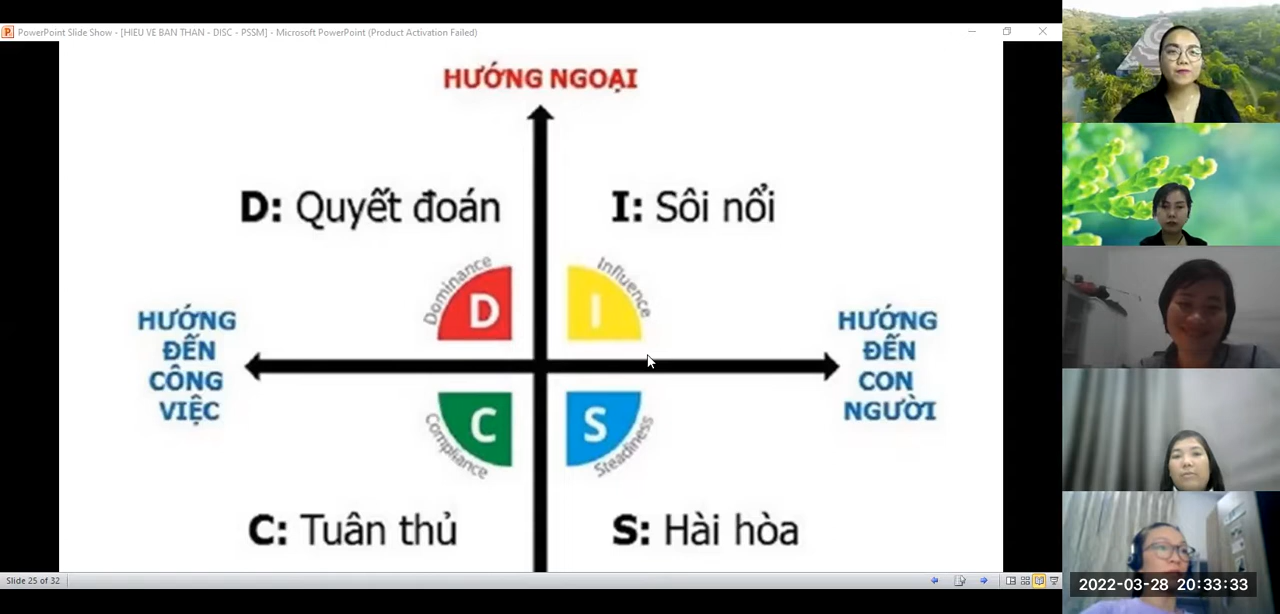 PowerPoint Slide Show - [HIEU VE BAN THAN - DISC - PSSM] - Microsoft PowerPoint (Product Activation Failed)
HƯỚNG NGOẠI
D: Quyết đoán
I: Sôi nổi
Dominance
D
Influence
I
HƯỚNG
ĐẾN
CÔNG
VIỆC
HƯỚNG
ĐẾN
CON
NGƯỜI
C
Compliance
S
Steadiness
C: Tuân thủ
S: Hài hòa
Slide 25 of 32
2022-03-28 20:33:33